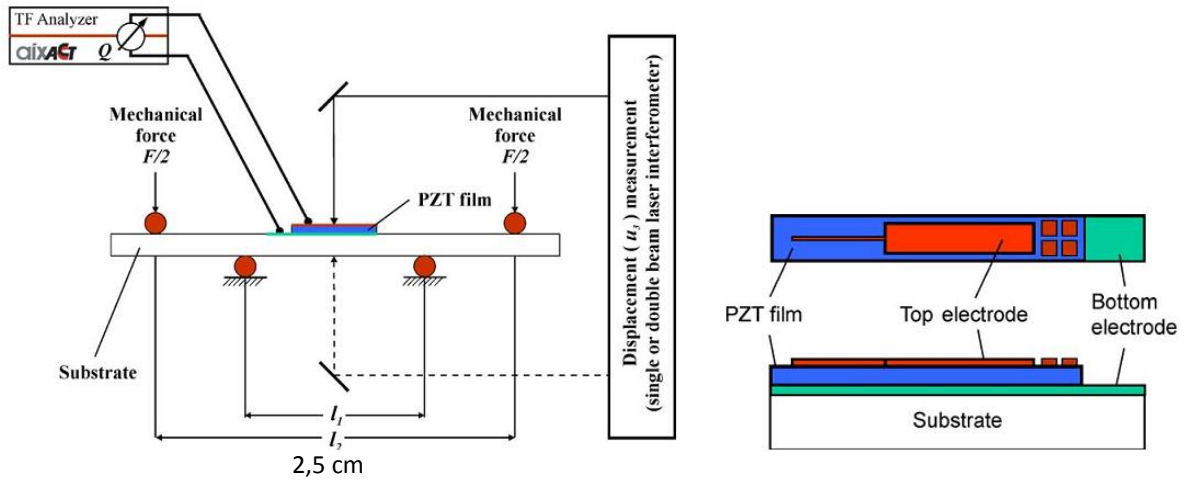 TF Analyzer
aixACT
Q
Mechanical
force
F/2
Mechanical
force
F/2
PZT film
Substrate
l₁
l₂
2,5 cm
Displacement ( u₃ ) measurement
(single or double beam laser interferometer)
PZT film
Top electrode
Bottom
electrode
Substrate